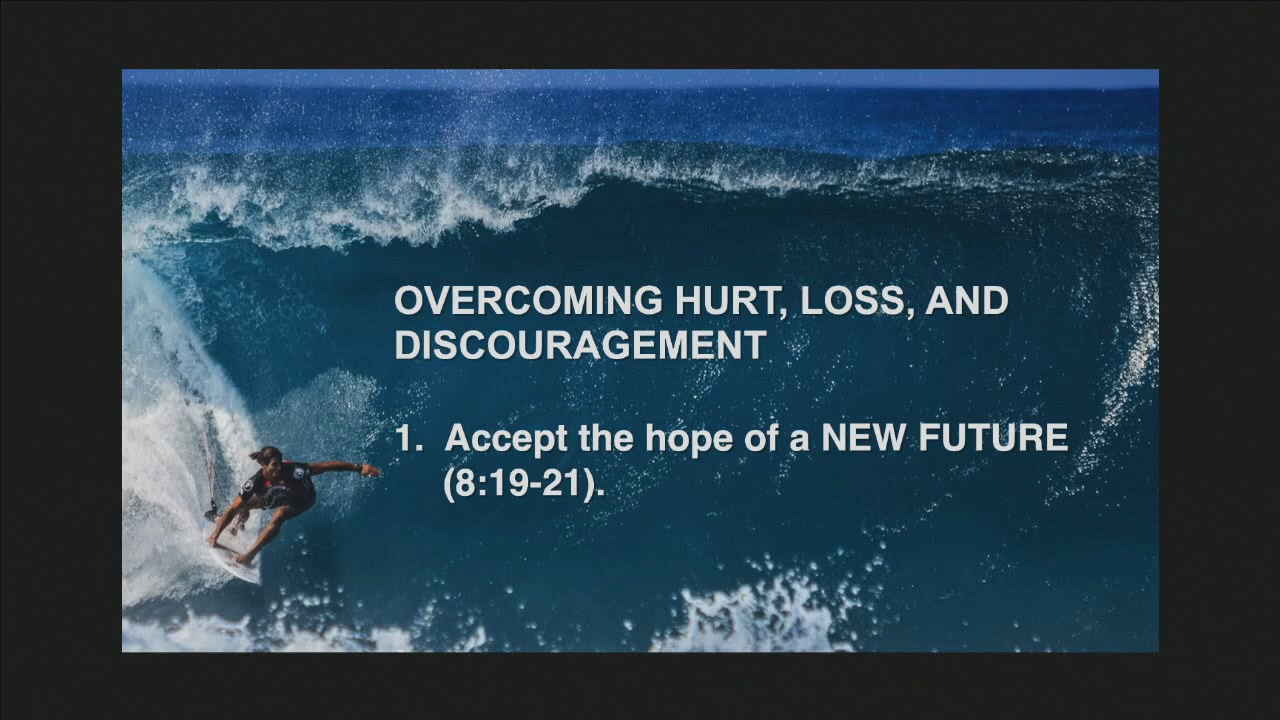 OVERCOMING HURT, LOSS, AND
DISCOURAGEMENT
1. Accept the hope of a NEW FUTURE
(8:19-21).